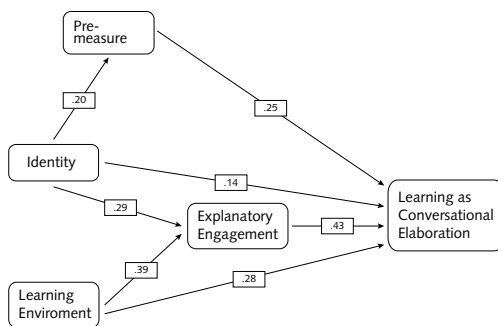 Pre-
measure
.20
.25
Identity
.14
.29
Explanatory
Engagement
.43
Learning as
Conversational
Elaboration
.39
.28
Learning
Enviroment